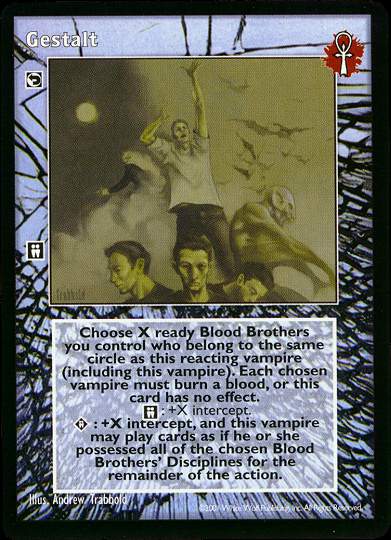 Gestalt
Trabbold
Choose X ready Blood Brothers
you control who belong to the same
circle as this reacting vampire
(including this vampire). Each chosen
vampire must burn a blood, or this
card has no effect.
: +X intercept.
: +X intercept, and this vampire
may play cards as if he or she
possessed all of the chosen Blood
Brothers' Disciplines for the
remainder of the action.
Illus. Andrew Trabbold
©2001 White Wolf Publishing, Inc. All Rights Reserved.